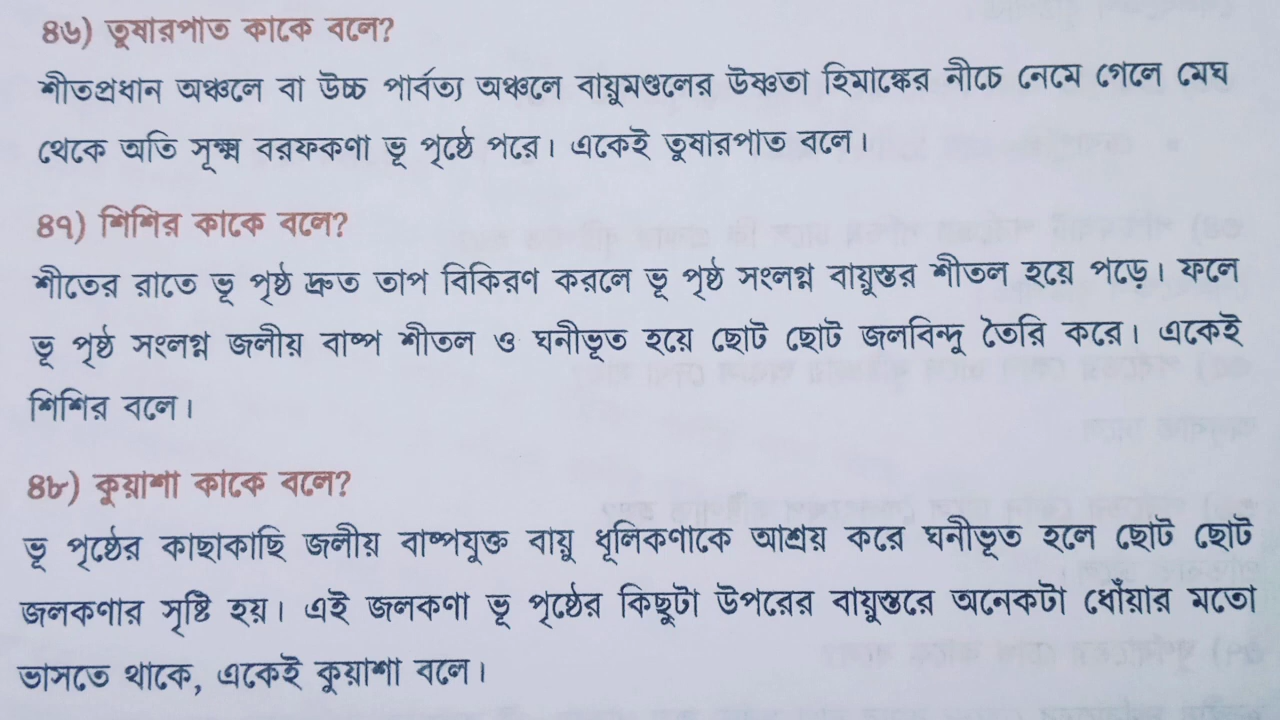 ৪৬) তুষারপাত কাকে বলে?
শীতপ্রধান অঞ্চলে বা উচ্চ পার্বত্য অঞ্চলে বায়ুমণ্ডলের উষ্ণতা হিমাঙ্কের নীচে নেমে গেলে মেঘ
থেকে অতি সূক্ষ্ম বরফকণা ভূ পৃষ্ঠে পরে। একেই তুষারপাত বলে।
৪৭) শিশির কাকে বলে?
শীতের রাতে ভূ পৃষ্ঠ দ্রুত তাপ বিকিরণ করলে ভূ পৃষ্ঠ সংলগ্ন বায়ুস্তর শীতল হয়ে পড়ে। ফলে
ভূ পৃষ্ঠ সংলগ্ন জলীয় বাষ্প শীতল ও ঘনীভূত হয়ে ছোট ছোট জলবিন্দু তৈরি করে। একেই
শিশির বলে।
৪৮) কুয়াশা কাকে বলে?
ভূ পৃষ্ঠের কাছাকাছি জলীয় বাষ্পযুক্ত বায়ু ধূলিকণাকে আশ্রয় করে ঘনীভূত হলে ছোট ছোট
জলকণার সৃষ্টি হয়। এই জলকণা ভূ পৃষ্ঠের কিছুটা উপরের বায়ুস্তরে অনেকটা ধোঁয়ার মতো
ভাসতে থাকে, একেই কুয়াশা বলে।